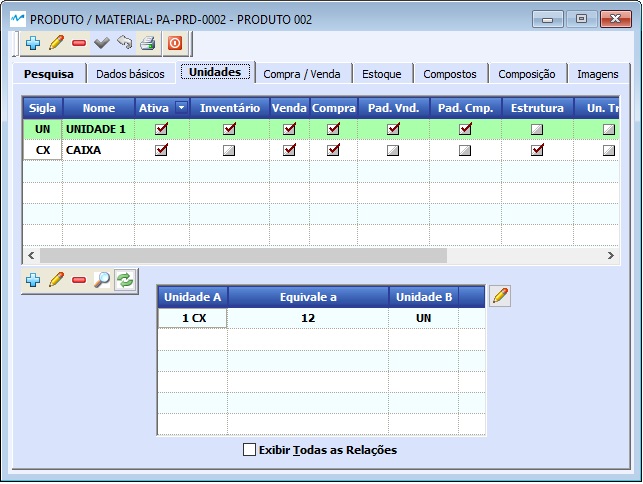 PRODUTO / MATERIAL: PA-PRD-0002 - PRODUTO 002
Pesquisa Dados básicos Unidades Compra / Venda Estoque Compostos Composição Imagens
Sigla Nome Ativa Inventário Venda Compra Pad. Vnd. Pad. Cmp. Estrutura Un. Tr
UN UNIDADE 1
CX CAIXA
Unidade A Equivale a Unidade B
1 CX 12 UN
Exibir Todas as Relações